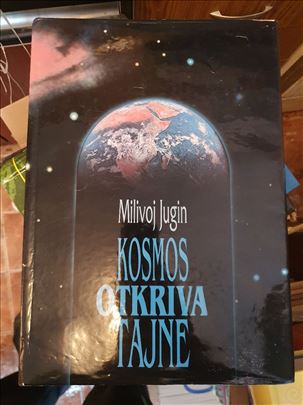 Milivoj Jugin
KOSMOS
OTKRIVA
TAJNE